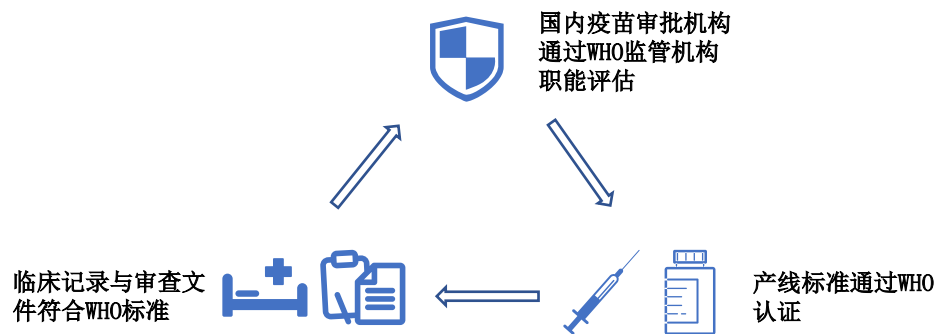 国内疫苗审批机构
通过WHO监管机构
职能评估
临床记录与审查文
件符合WHO标准
产线标准通过WHO
认证